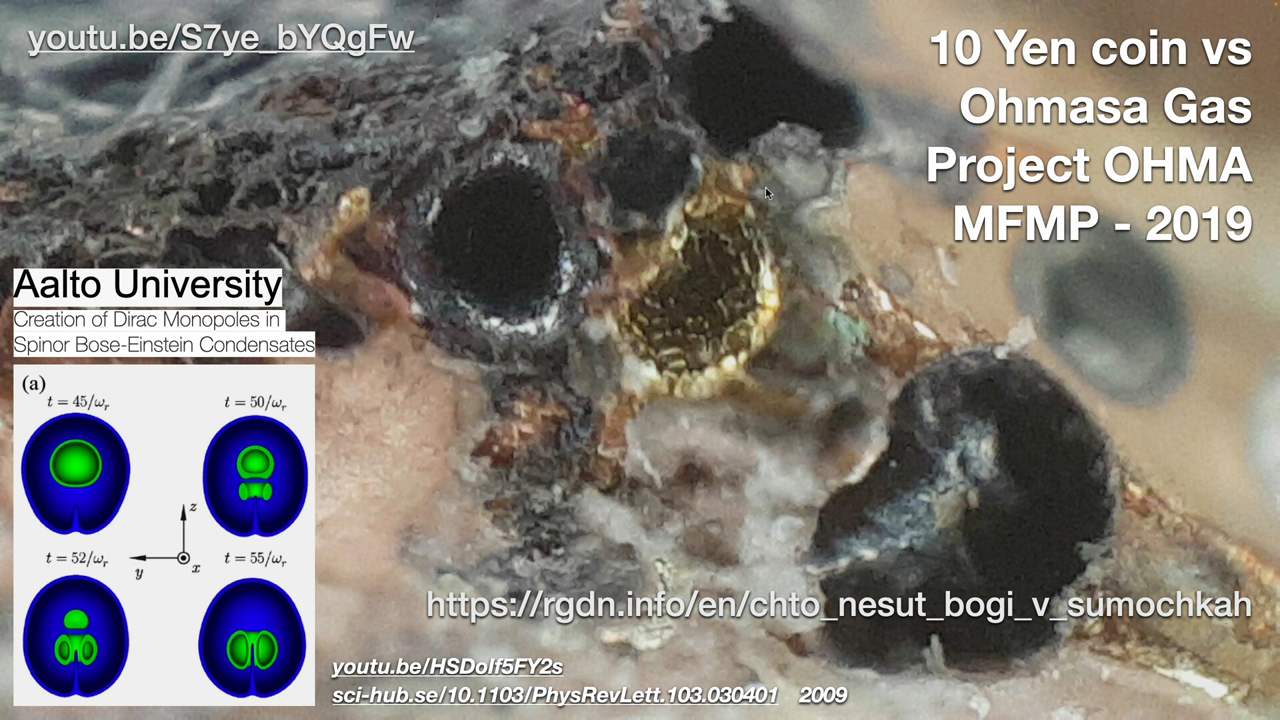 youtu.be/S7ye_bYQgFw
10 Yen coin vs
Ohmasa Gas
Project OHMA
MFMP - 2019
Aalto University
Creation of Dirac Monopoles in
Spinor Bose-Einstein Condensates
(a)
t = 45/ωr
t = 50/ωr
z
y
x
t = 52/ωr
t = 55/ωr
https://rgdn.info/en/chto_nesut_bogi_v_sumochkah
youtu.be/HSDoIf5FY2s
sci-hub.se/10.1103/PhysRevLett.103.030401 2009